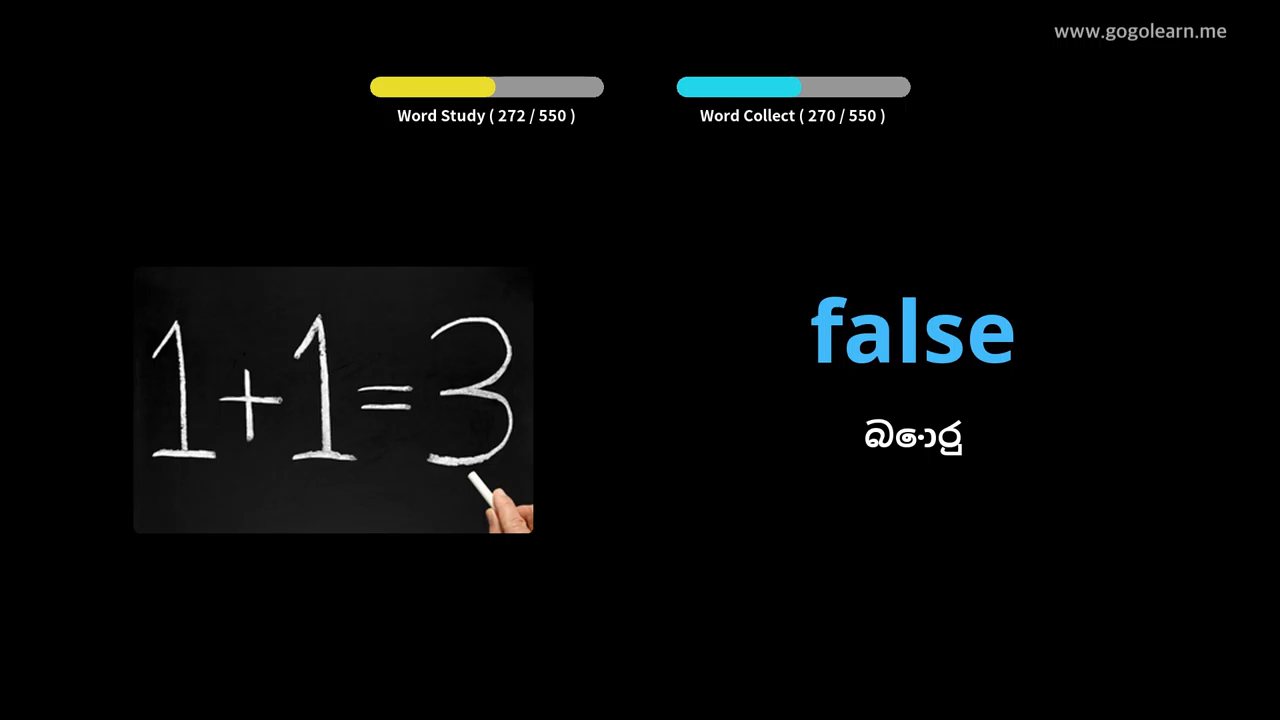 www.gogolearn.me
Word Study ( 272 / 550 )
Word Collect ( 270 / 550 )
1+1=3
false
බොරු